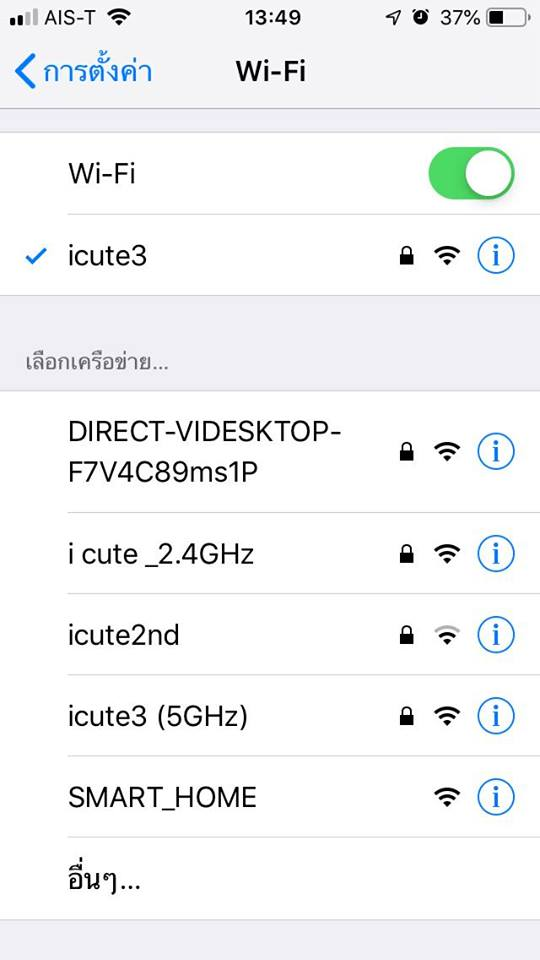 AIS-T 13:49 37%
การตั้งค่า Wi-Fi
Wi-Fi
icute3
เลือกเครือข่าย...
DIRECT-VIDESKTOP-
F7V4C89ms1P
i cute _2.4GHz
icute2nd
icute3 (5GHz)
SMART_HOME
อื่นๆ...